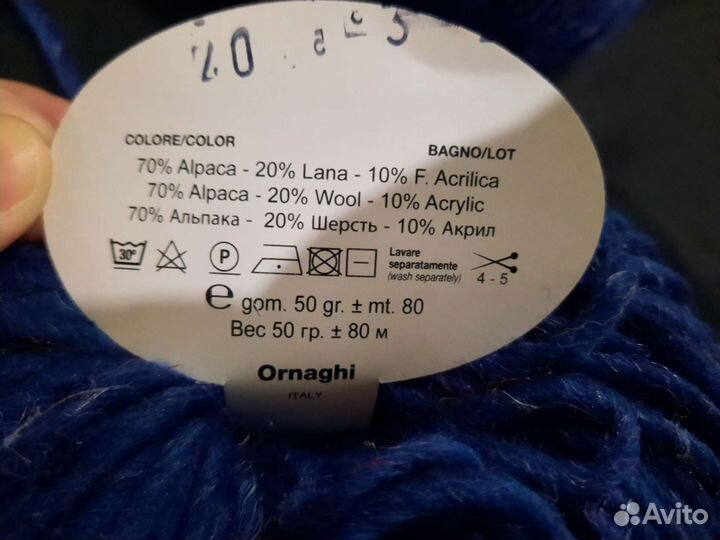 COLORE/COLOR
BAGNO/LOT
70% Alpaca - 20% Lana - 10% F. Acrilica
70% Alpaca - 20% Wool - 10% Acrylic
70% Альпака - 20% Шерсть - 10% Акрил
30°
P
Lavare
separatamente
(wash separately)
4 - 5
e gom. 50 gr. ± mt. 80
Вес 50 гр. ± 80 м
Ornaghi
ITALY
Avito